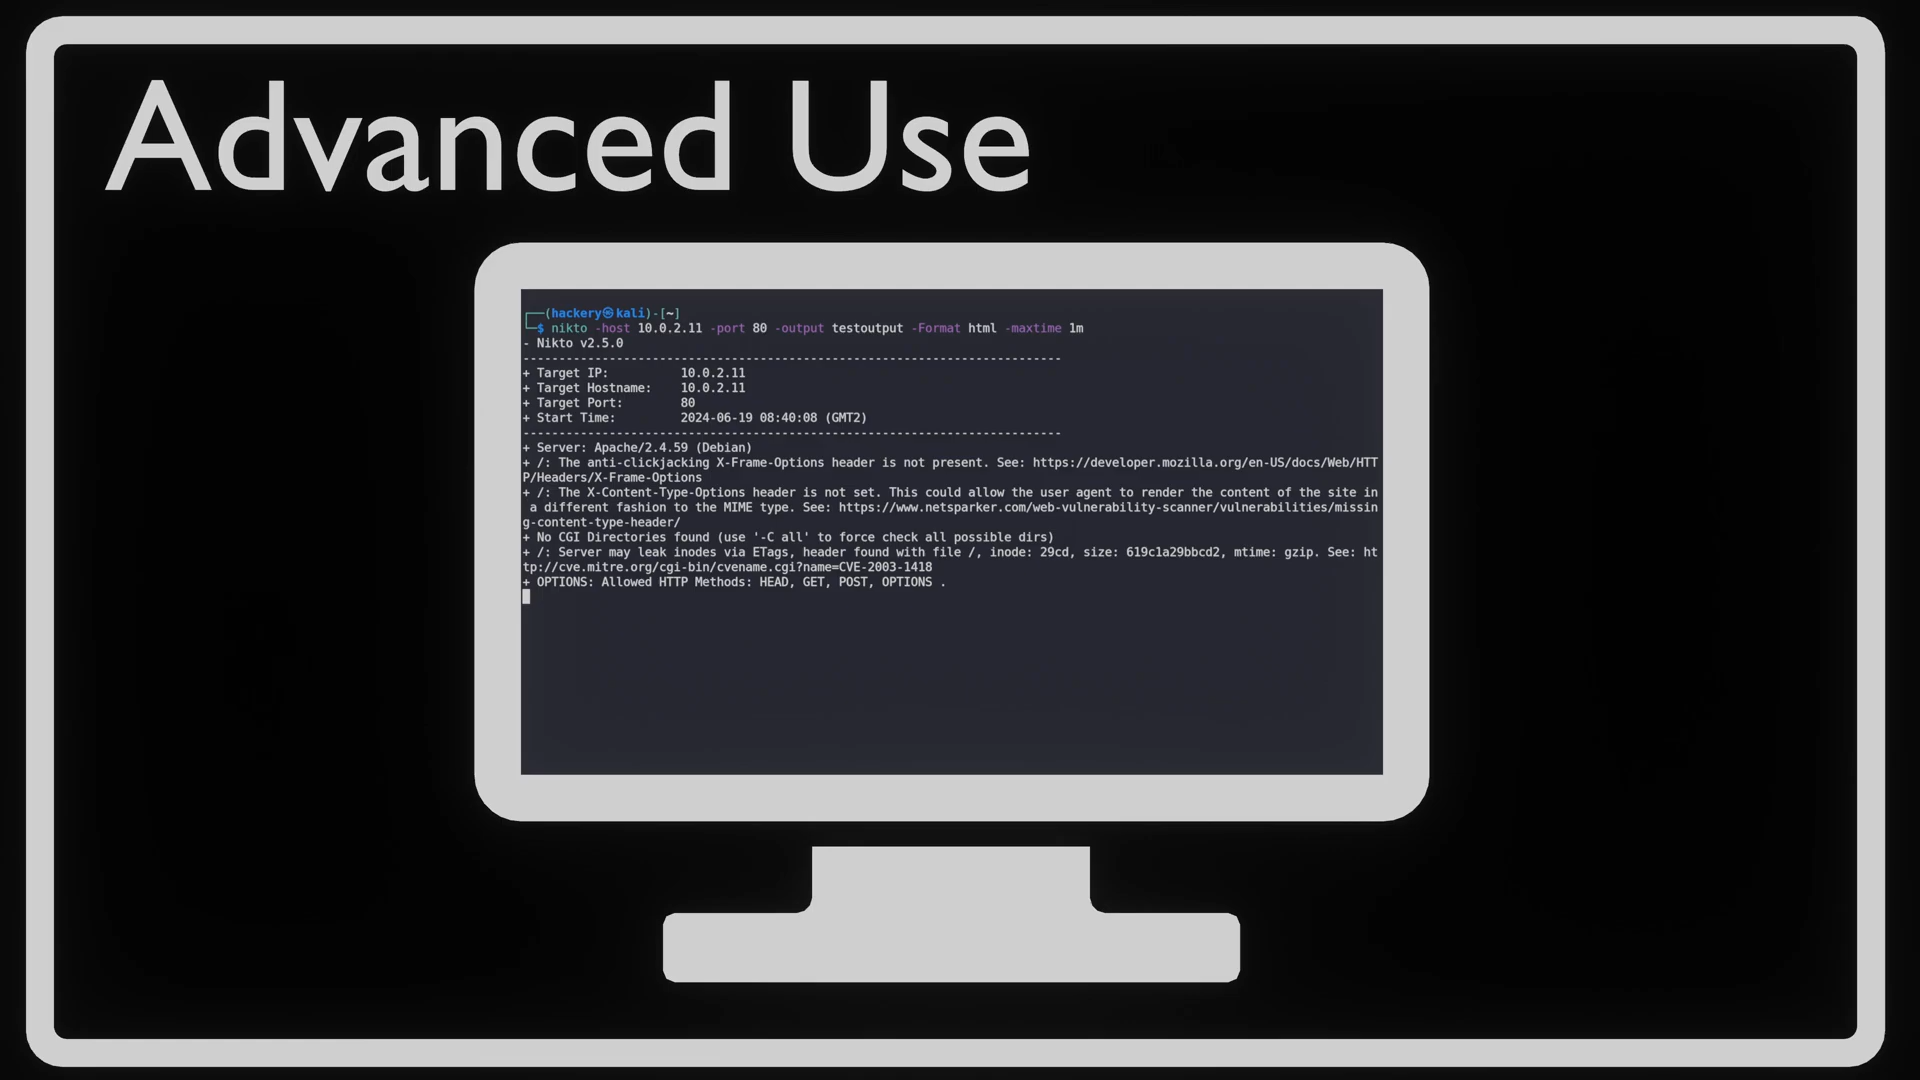 Advanced Use
┌──(hackery㉿kali)-[~]
└─$ nikto -host 10.0.2.11 -port 80 -output testoutput -Format html -maxtime 1m
- Nikto v2.5.0
---------------------------------------------------------------------------
+ Target IP:          10.0.2.11
+ Target Hostname:    10.0.2.11
+ Target Port:        80
+ Start Time:         2024-06-19 08:40:08 (GMT2)
---------------------------------------------------------------------------
+ Server: Apache/2.4.59 (Debian)
+ /: The anti-clickjacking X-Frame-Options header is not present. See: https://developer.mozilla.org/en-US/docs/Web/HTT
P/Headers/X-Frame-Options
+ /: The X-Content-Type-Options header is not set. This could allow the user agent to render the content of the site in
 a different fashion to the MIME type. See: https://www.netsparker.com/web-vulnerability-scanner/vulnerabilities/missin
g-content-type-header/
+ No CGI Directories found (use '-C all' to force check all possible dirs)
+ /: Server may leak inodes via ETags, header found with file /, inode: 29cd, size: 619c1a29bbcd2, mtime: gzip. See: ht
tp://cve.mitre.org/cgi-bin/cvename.cgi?name=CVE-2003-1418
+ OPTIONS: Allowed HTTP Methods: HEAD, GET, POST, OPTIONS .